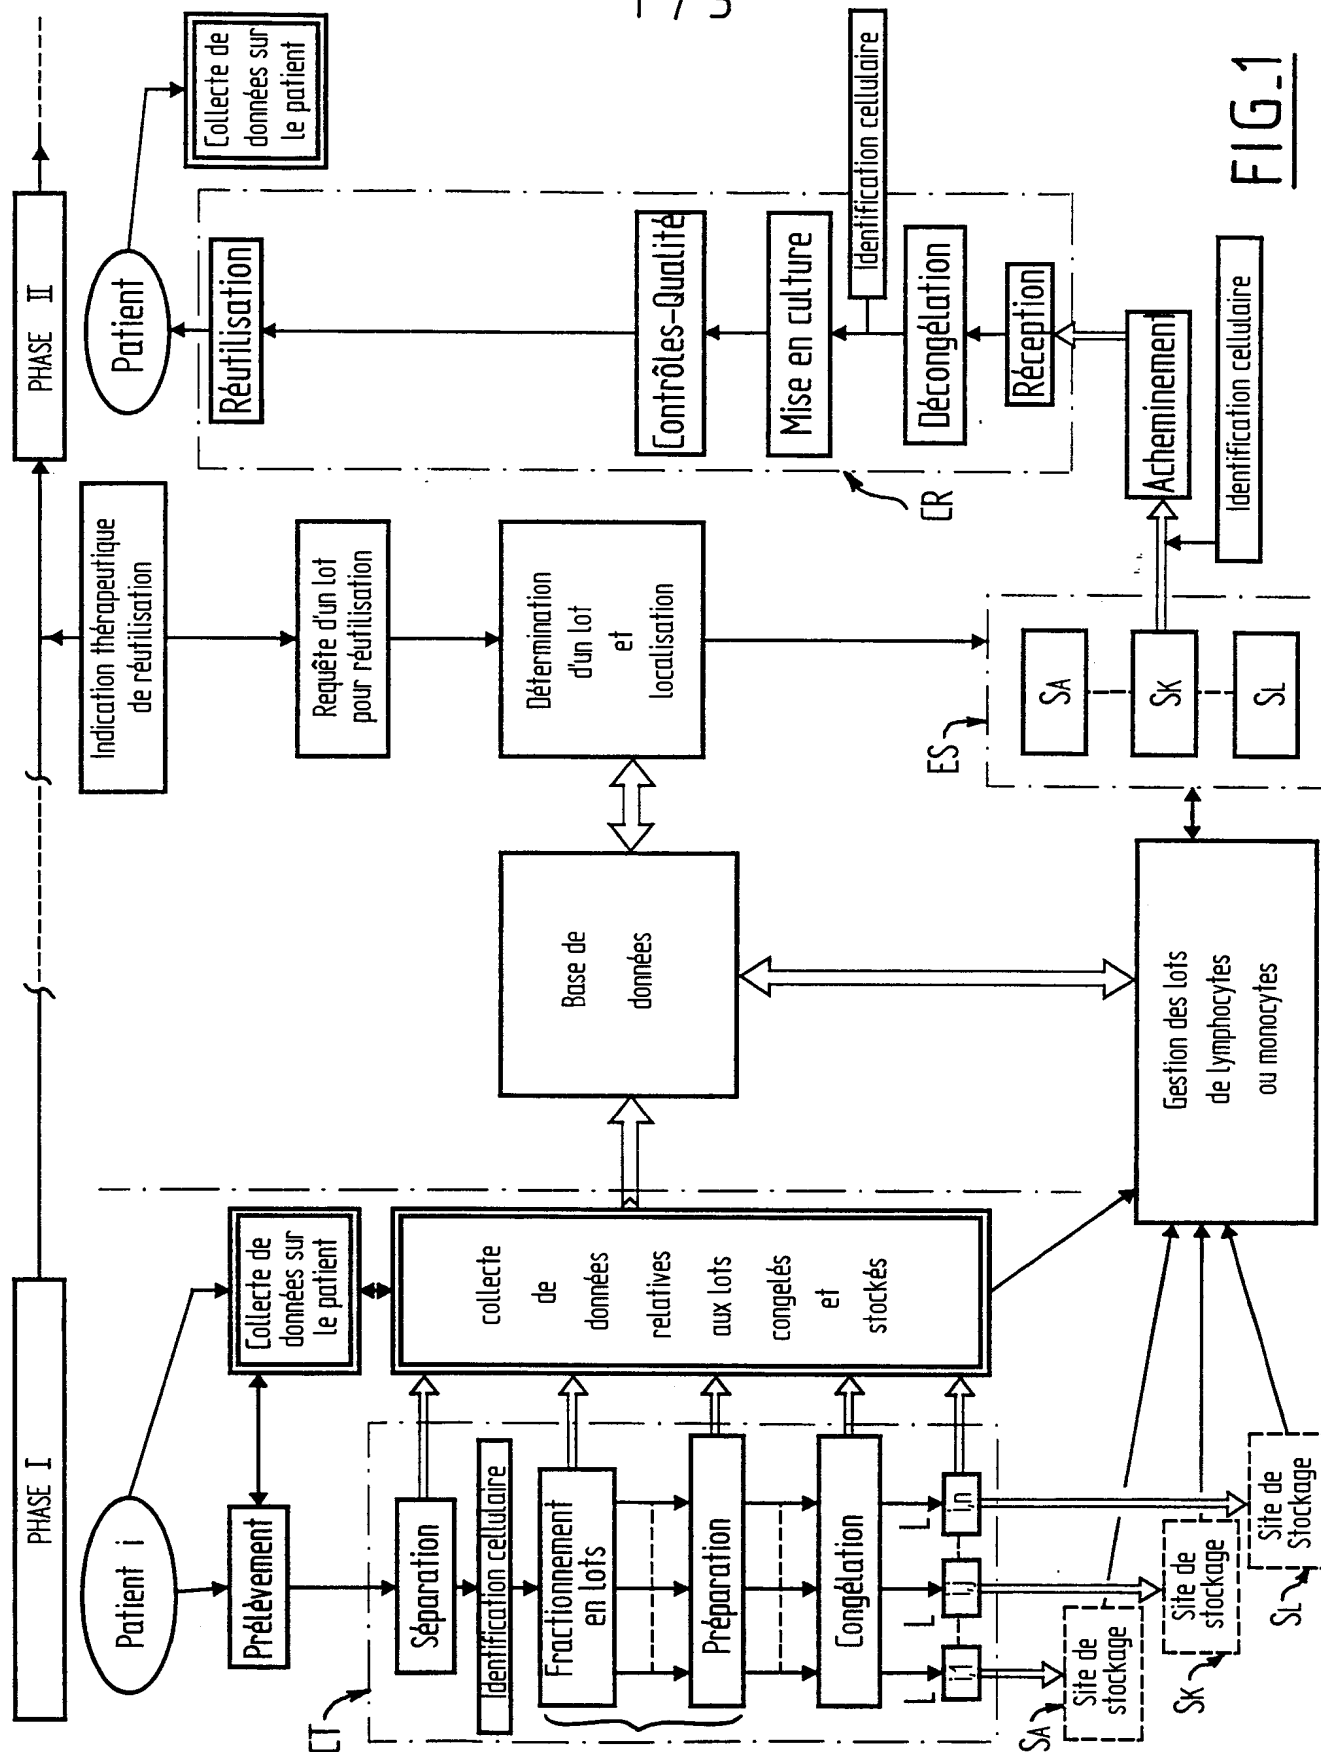 1 / 3
PHASE I
PHASE II
Patient i
Prélèvement
Collecte de
données sur
le patient
CT
Séparation
Identification cellulaire
Fractionnement
en lots
Préparation
Congélation
L
i,1
L
i,j
L
i,n
collecte
de
données
relatives
aux lots
congelés
et
stockés
SA
Site de
stockage
SK
Site de
stockage
SL
Site de
Stockage
Base de
données
Gestion des lots
de lymphocytes
ou monocytes
Indication thérapeutique
de réutilisation
Requête d'un lot
pour réutilisation
Détermination
d'un lot
et
localisation
ES
SA
SK
SL
Acheminement
Identification cellulaire
CR
Réception
Décongélation
Identification cellulaire
Mise en culture
Contrôles-Qualité
Réutilisation
Patient
Collecte de
données sur
le patient
FIG_1